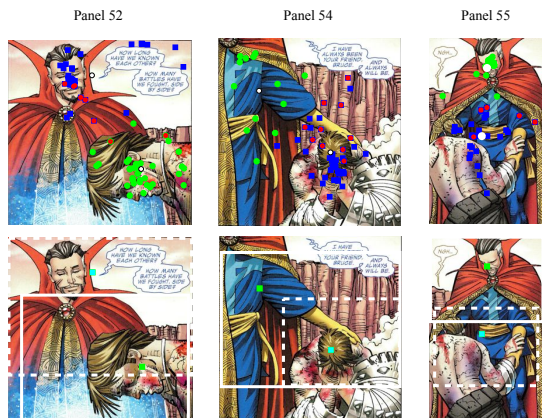 Panel 52
Panel 54
Panel 55
HOW LONG
HAVE WE KNOWN
EACH OTHER?
HOW MANY
BATTLES HAVE
WE FOUGHT, SIDE
BY SIDE?
I HAVE
ALWAYS BEEN
YOUR FRIEND,
BRUCE.
AND
ALWAYS
WILL BE.
NGH..
HOW LONG
HAVE WE KNOWN
EACH OTHER?
HOW MANY
BATTLES HAVE
WE FOUGHT, SIDE
BY SIDE?
I HAVE
YOUR FRIEND,
BRUCE.
AND
ALWAYS
WILL BE.
NGH..